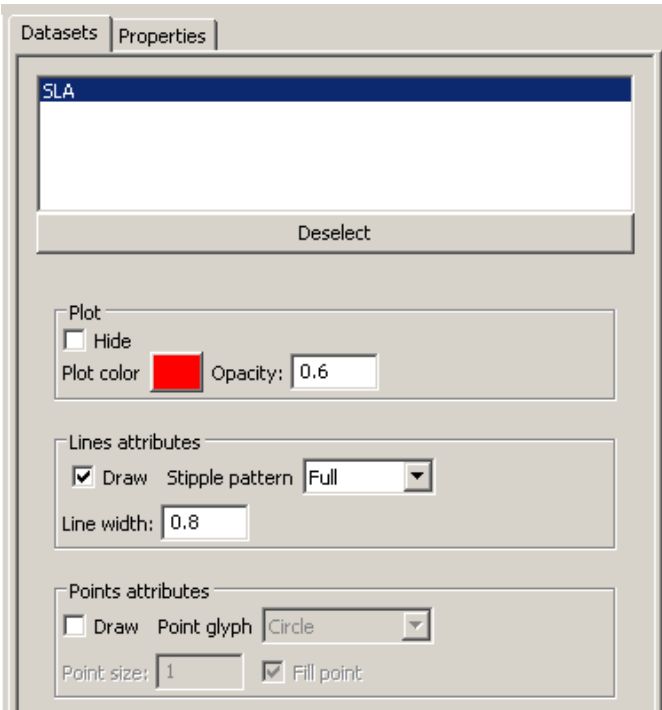 Datasets Properties
SLA
Deselect
Plot
Hide
Plot color Opacity: 0.6
Lines attributes
Draw Stipple pattern Full
Line width: 0.8
Points attributes
Draw Point glyph Circle
Point size: 1 Fill point